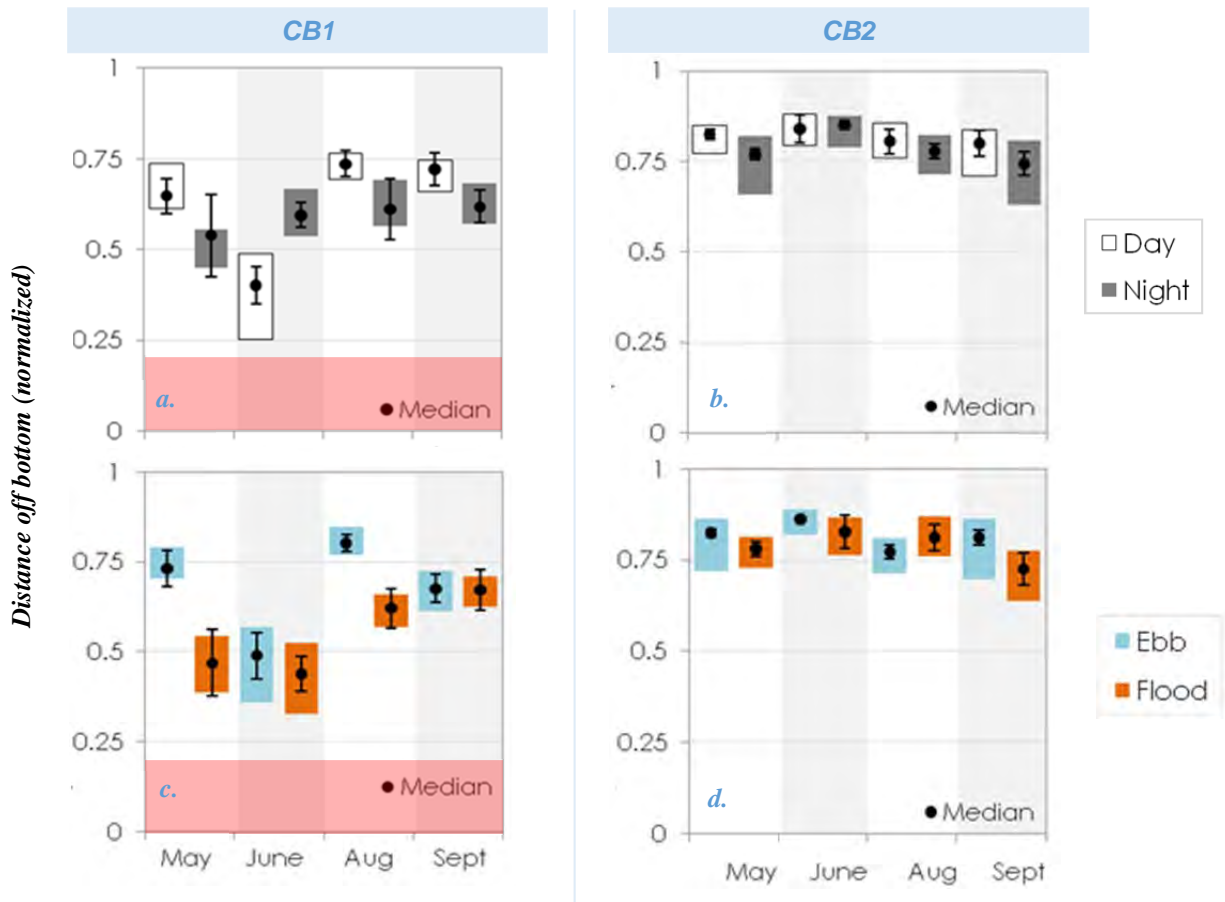 CB1
CB2
Distance off bottom (normalized)
1
0.75
0.5
0.25
0
a.
Median
1
0.75
0.5
0.25
0
b.
Median
Day
Night
1
0.75
0.5
0.25
0
c.
Median
May June Aug Sept
1
0.75
0.5
0.25
0
d.
Median
May June Aug Sept
Ebb
Flood